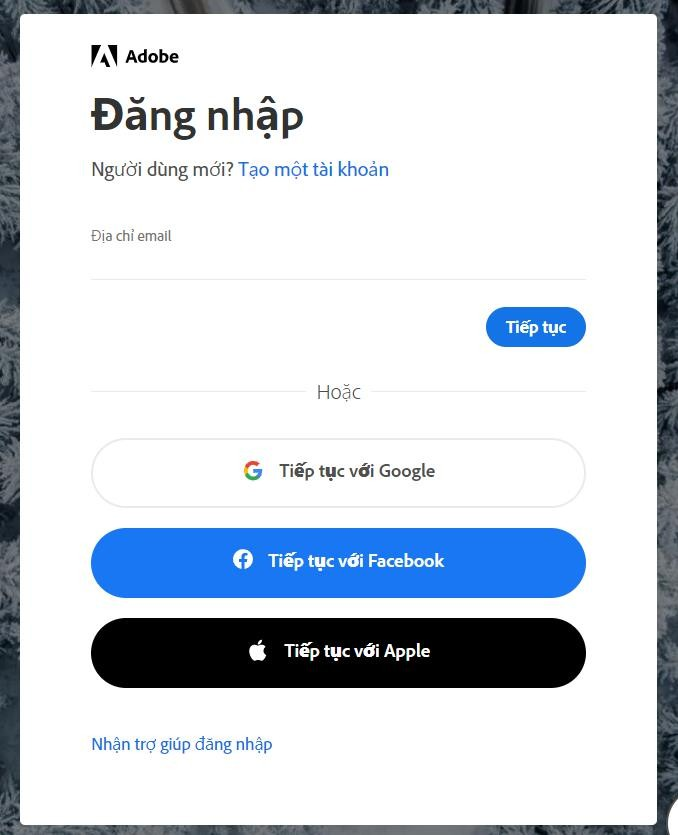 Adobe
Đăng nhập
Người dùng mới? Tạo một tài khoản
Địa chỉ email
Tiếp tục
Hoặc
Tiếp tục với Google
Tiếp tục với Facebook
Tiếp tục với Apple
Nhận trợ giúp đăng nhập